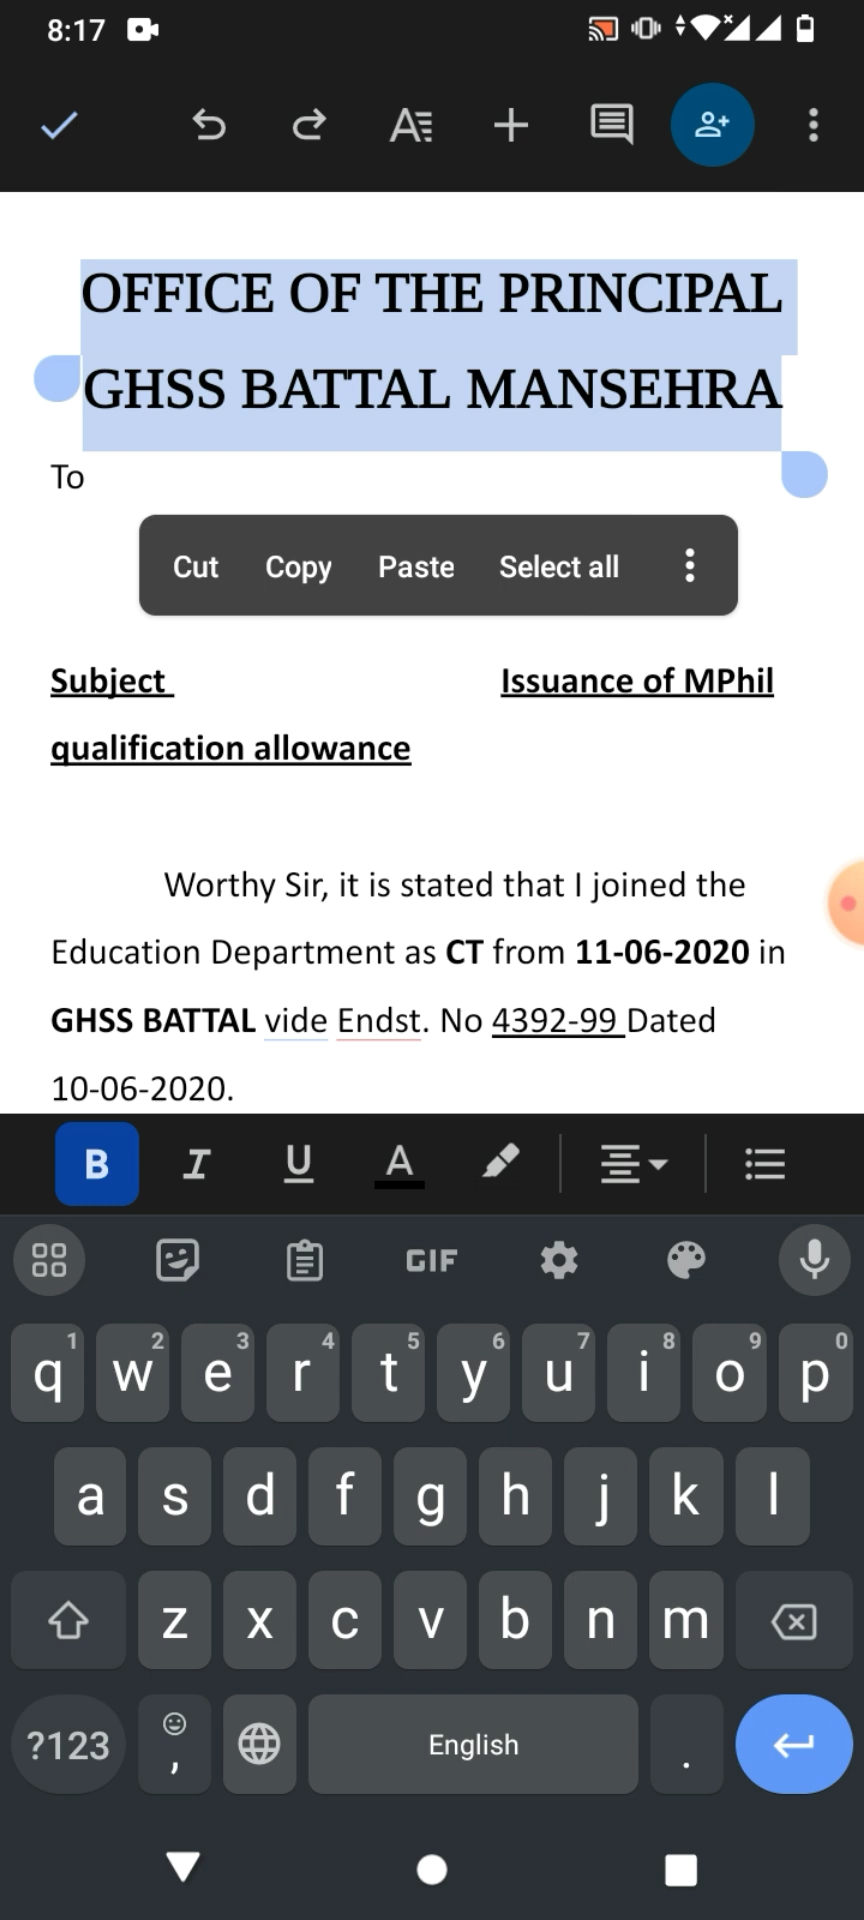 8:17
OFFICE OF THE PRINCIPAL
GHSS BATTAL MANSEHRA
To
Cut Copy Paste Select all
Subject Issuance of MPhil
qualification allowance
Worthy Sir, it is stated that I joined the
Education Department as CT from 11-06-2020 in
GHSS BATTAL vide Endst. No 4392-99 Dated
10-06-2020.
B I U A
GIF
1 2 3 4 5 6 7 8 9 0
q w e r t y u i o p
a s d f g h j k l
z x c v b n m
?123 , English .